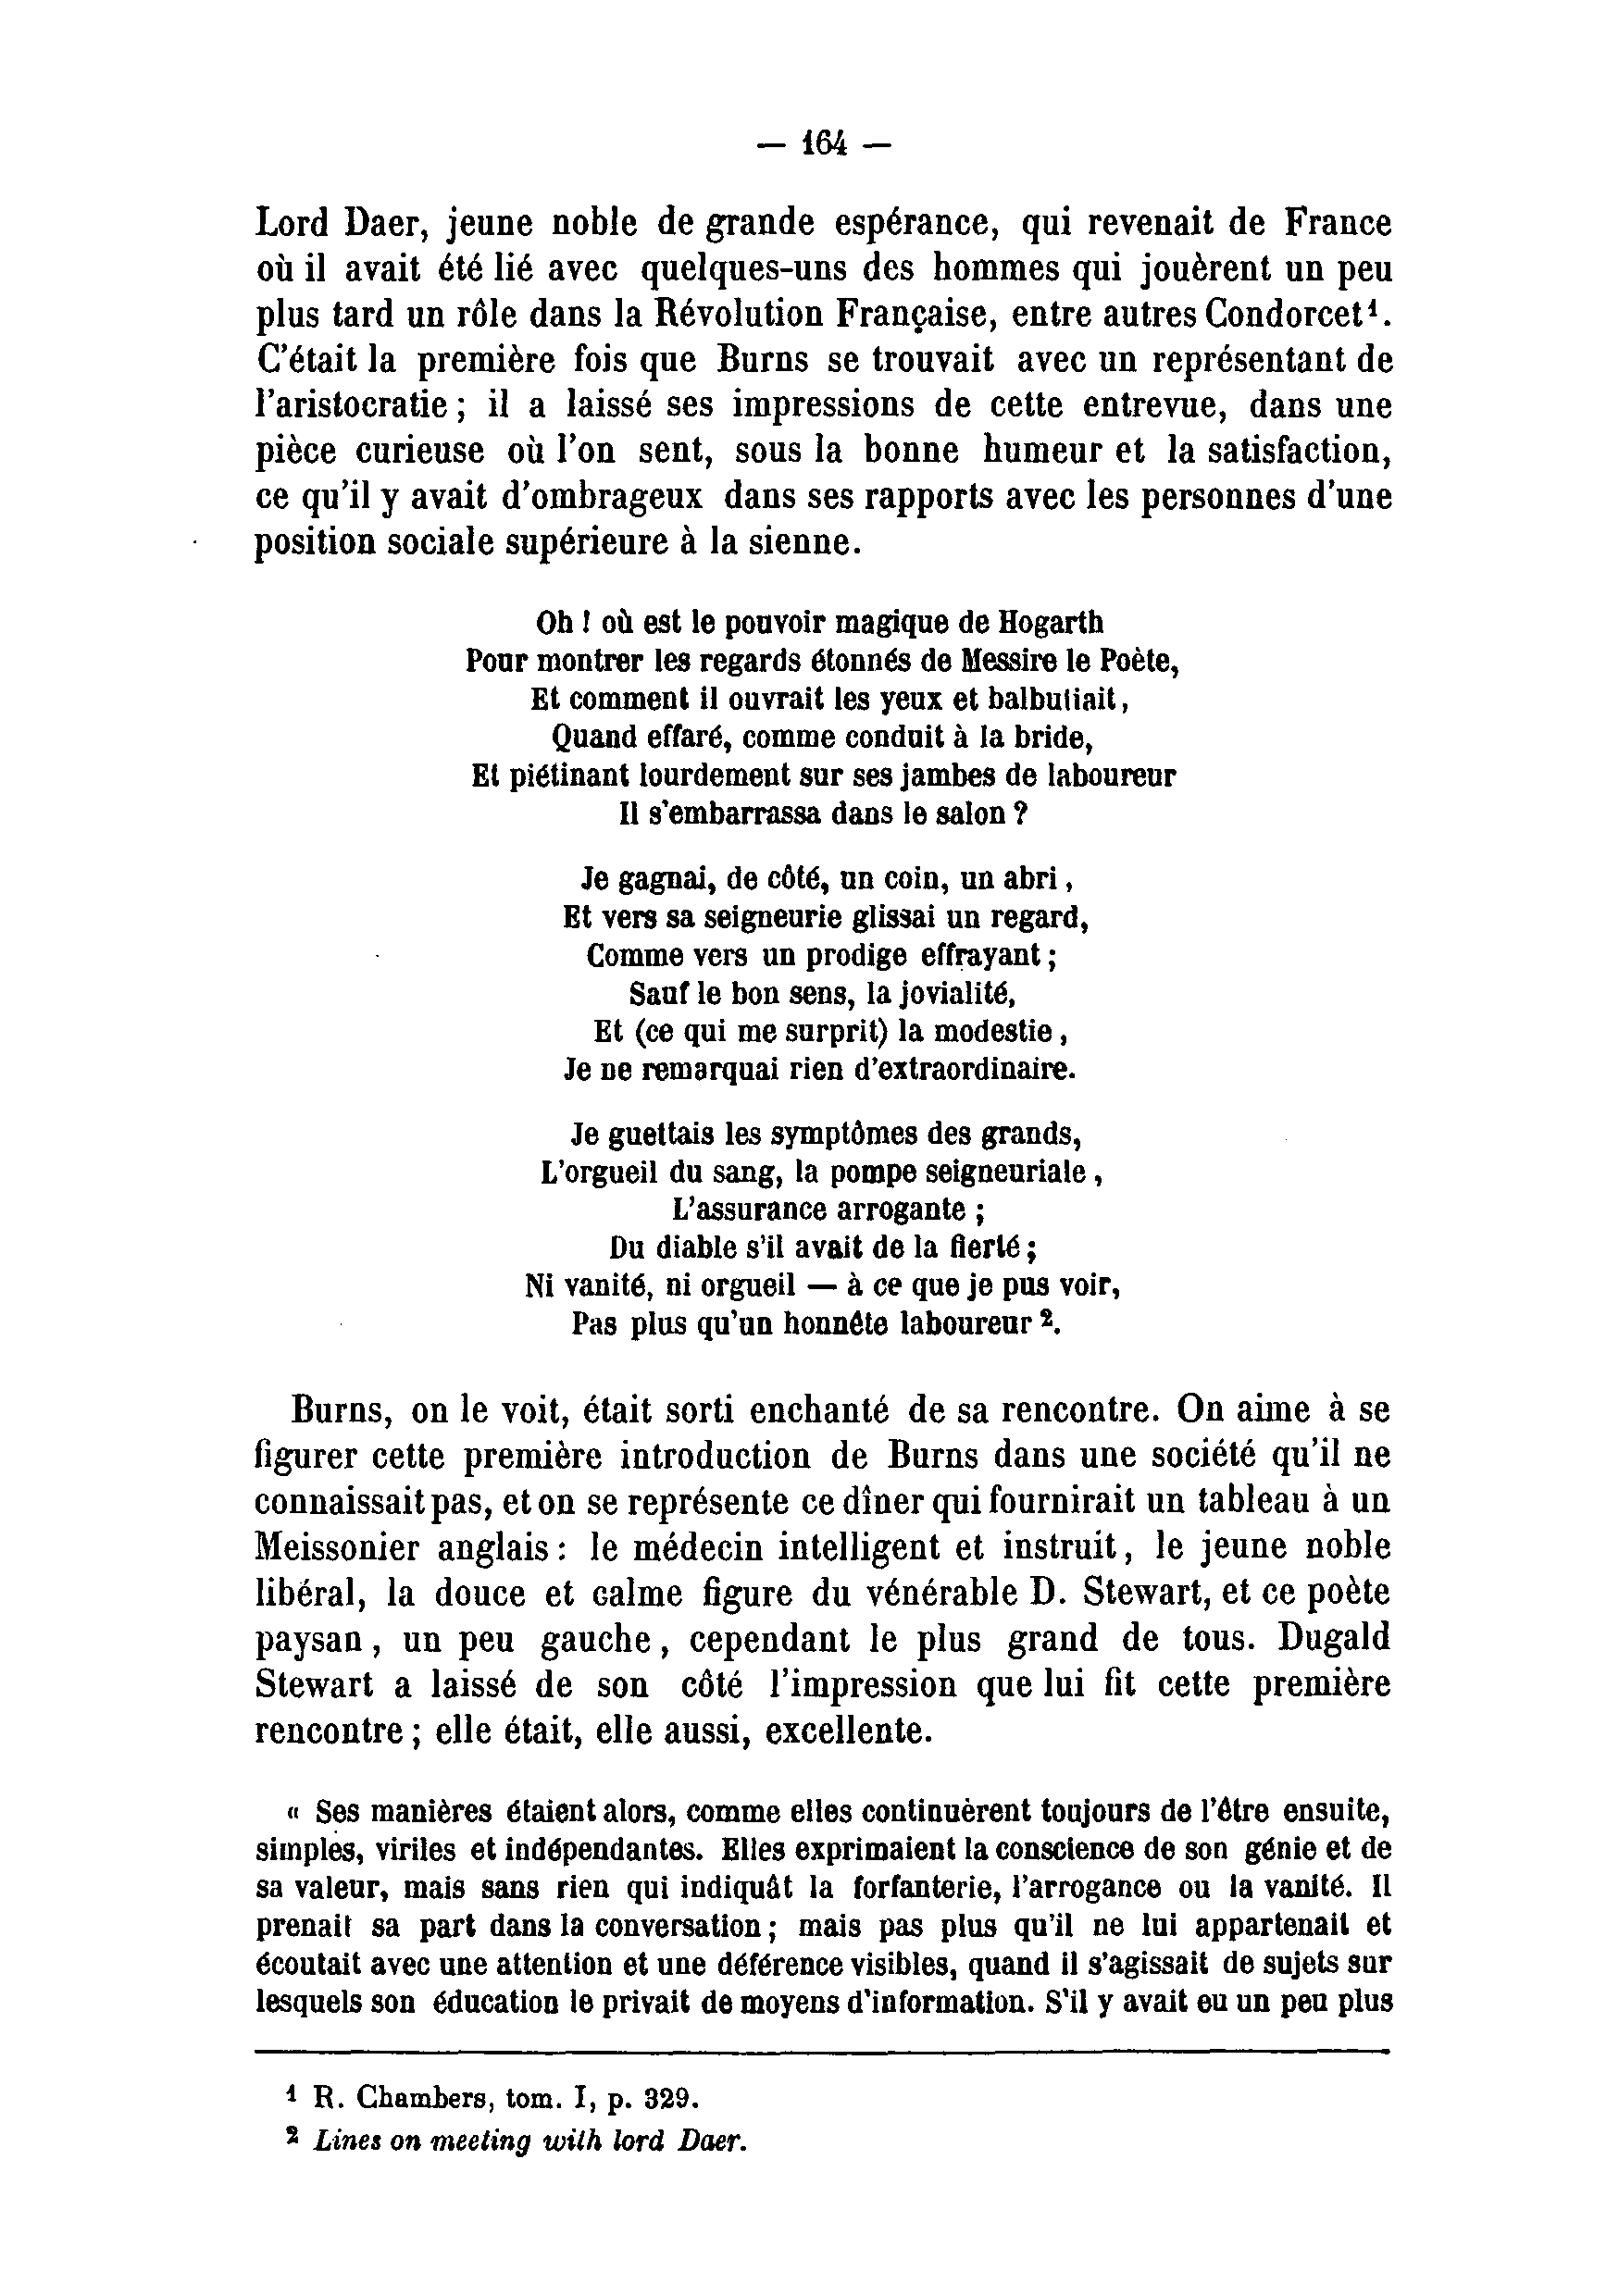 — 164 —
Lord Daer, jeune noble de grande espérance, qui revenait de France
où il avait été lié avec quelques-uns des hommes qui jouèrent un peu
plus tard un rôle dans la Révolution Française, entre autres Condorcet¹.
C'était la première fois que Burns se trouvait avec un représentant de
l'aristocratie ; il a laissé ses impressions de cette entrevue, dans une
pièce curieuse où l'on sent, sous la bonne humeur et la satisfaction,
ce qu'il y avait d'ombrageux dans ses rapports avec les personnes d'une
position sociale supérieure à la sienne.
Oh ! où est le pouvoir magique de Hogarth
Pour montrer les regards étonnés de Messire le Poète,
Et comment il ouvrait les yeux et balbutiait,
Quand effaré, comme conduit à la bride,
Et piétinant lourdement sur ses jambes de laboureur
Il s'embarrassa dans le salon ?
Je gagnai, de côté, un coin, un abri,
Et vers sa seigneurie glissai un regard,
Comme vers un prodige effrayant ;
Sauf le bon sens, la jovialité,
Et (ce qui me surprit) la modestie,
Je ne remarquai rien d'extraordinaire.
Je guettais les symptômes des grands,
L'orgueil du sang, la pompe seigneuriale,
L'assurance arrogante ;
Du diable s'il avait de la fierté ;
Ni vanité, ni orgueil — à ce que je pus voir,
Pas plus qu'un honnête laboureur ².
Burns, on le voit, était sorti enchanté de sa rencontre. On aime à se
figurer cette première introduction de Burns dans une société qu'il ne
connaissait pas, et on se représente ce dîner qui fournirait un tableau à un
Meissonier anglais : le médecin intelligent et instruit, le jeune noble
libéral, la douce et calme figure du vénérable D. Stewart, et ce poète
paysan, un peu gauche, cependant le plus grand de tous. Dugald
Stewart a laissé de son côté l'impression que lui fit cette première
rencontre ; elle était, elle aussi, excellente.
« Ses manières étaient alors, comme elles continuèrent toujours de l'être ensuite,
simples, viriles et indépendantes. Elles exprimaient la conscience de son génie et de
sa valeur, mais sans rien qui indiquât la forfanterie, l'arrogance ou la vanité. Il
prenait sa part dans la conversation ; mais pas plus qu'il ne lui appartenait et
écoutait avec une attention et une déférence visibles, quand il s'agissait de sujets sur
lesquels son éducation le privait de moyens d'information. S'il y avait eu un peu plus
¹ R. Chambers, tom. I, p. 329.
² Lines on meeting with lord Daer.